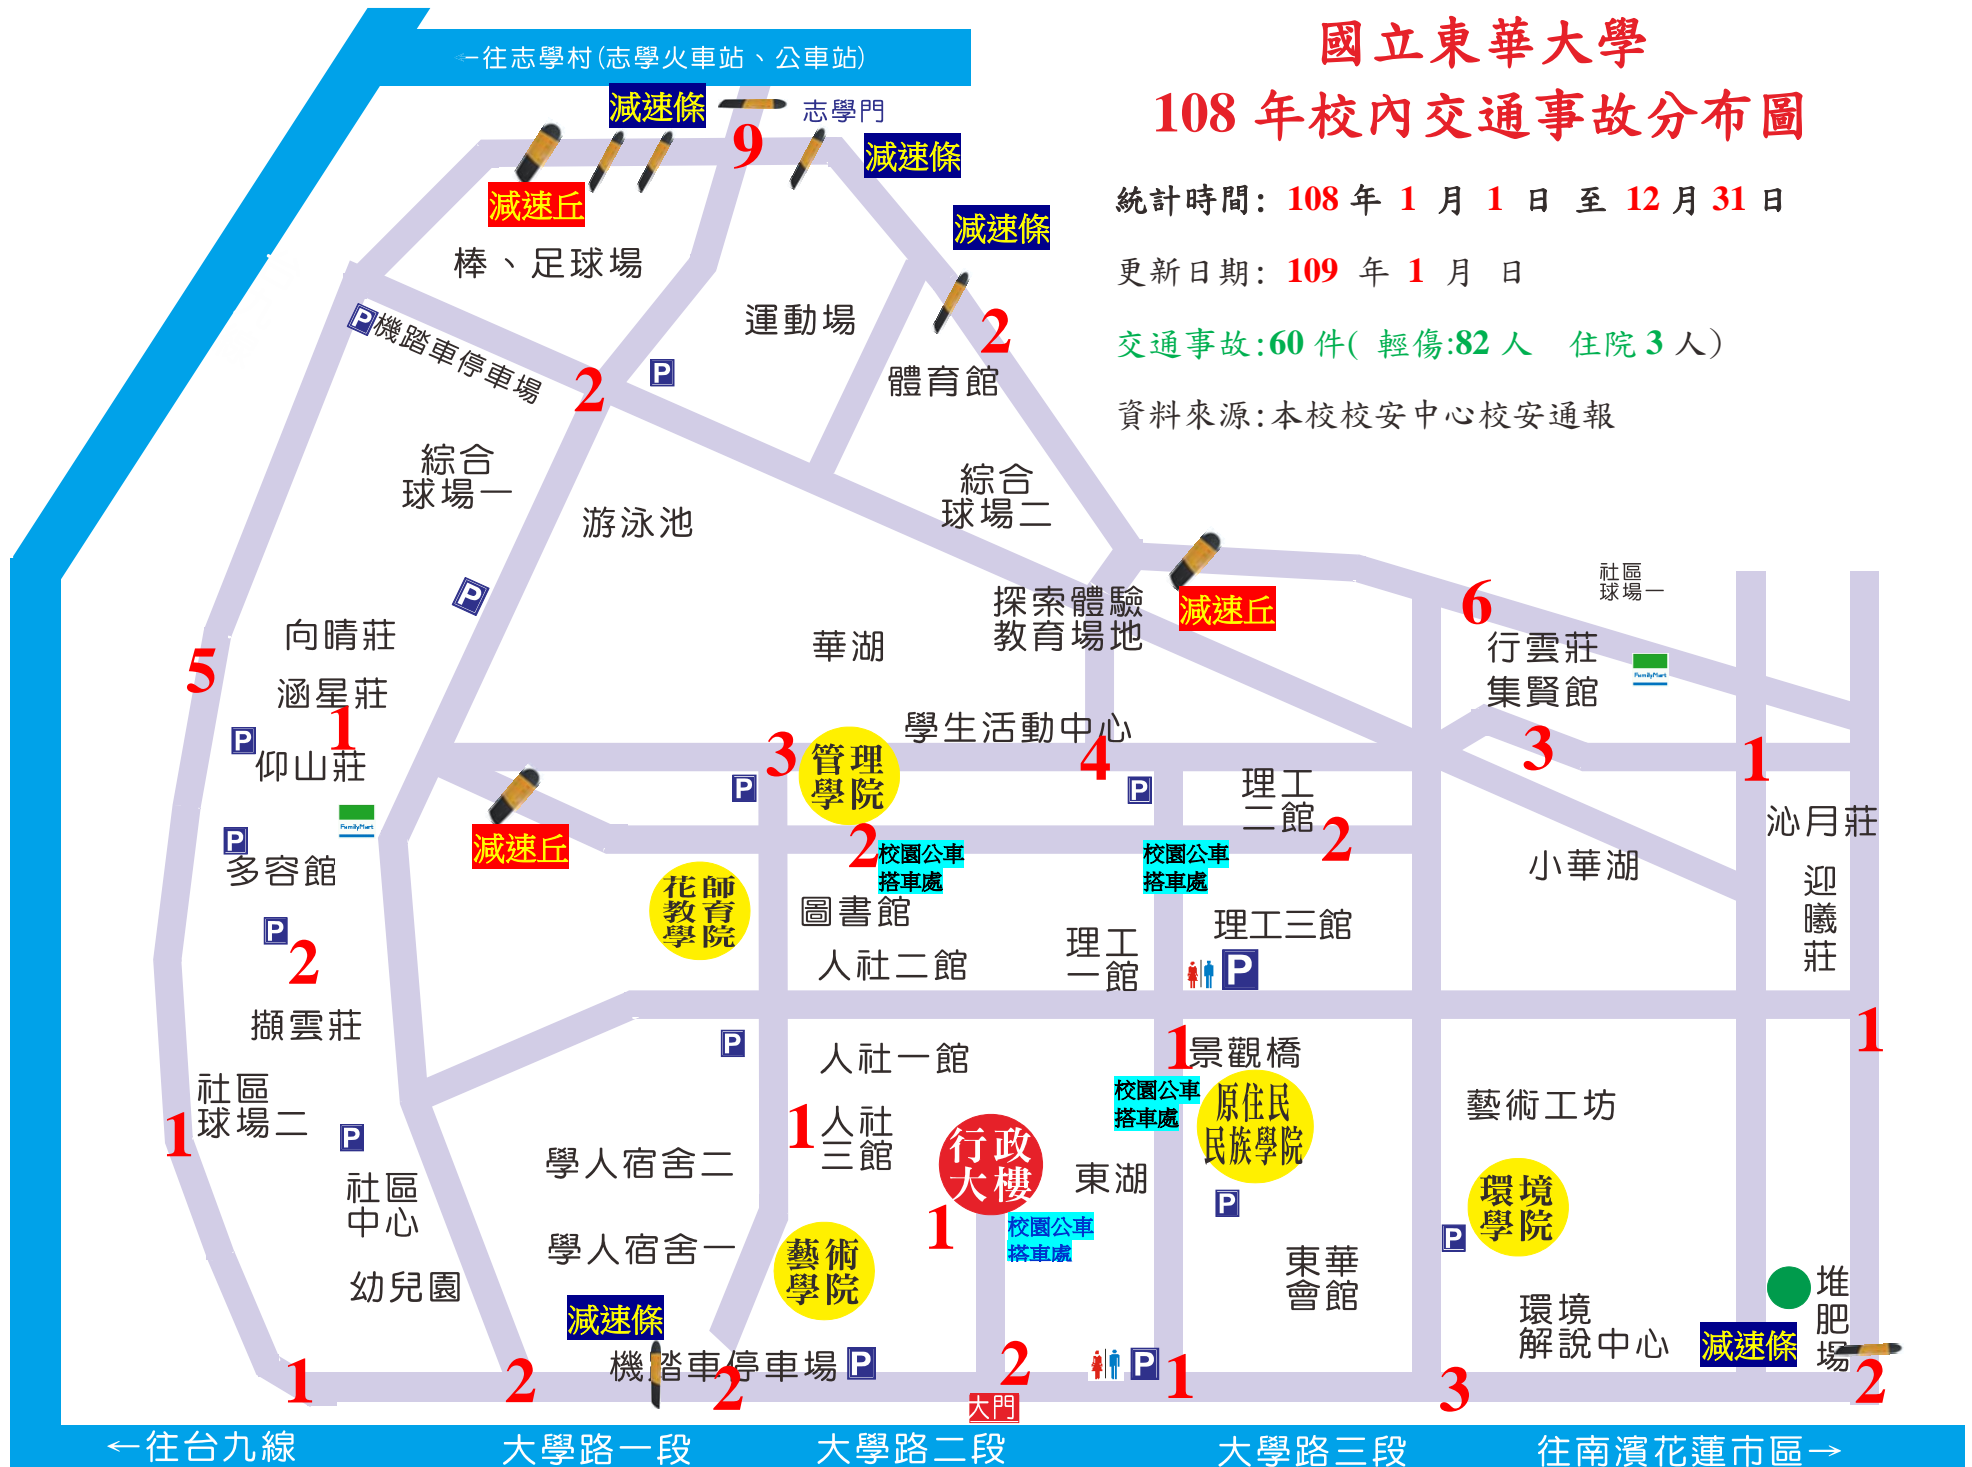 國立東華大學
108 年校內交通事故分布圖
統計時間: 108 年 1 月 1 日 至 12 月 31 日
更新日期: 109 年 1 月 日
交通事故:60 件( 輕傷:82 人 住院 3 人)
資料來源:本校校安中心校安通報
←往志學村(志學火車站、公車站)
減速條
志學門
9
減速條
減速丘
減速條
棒、足球場
運動場
2
P
機踏車停車場
2
P
體育館
綜合
球場一
綜合
球場二
游泳池
P
探索體驗
教育場地
減速丘
6
社區
球場一
向晴莊
華湖
行雲莊
集賢館
FamilyMart
5
涵星莊
1
P
仰山莊
學生活動中心
3
管理
學院
4
3
1
P
P
理工
二館
2
FamilyMart
減速丘
P
多容館
2
校園公車
搭車處
校園公車
搭車處
沁月莊
小華湖
迎曦莊
花師
教育
學院
圖書館
P
2
人社二館
理工
一館
理工三館
P
擷雲莊
P
人社一館
1
景觀橋
1
社區
球場二
1
P
1
人社
三館
校園公車
搭車處
原住民
民族學院
藝術工坊
行政
大樓
東湖
P
社區
中心
學人宿舍二
1
校園公車
搭車處
環境
學院
P
學人宿舍一
藝術
學院
東華
會館
幼兒園
減速條
環境
解說中心
堆肥場
減速條
機踏車停車場
P
P
1
2
2
2
1
3
2
大門
←往台九線
大學路一段
大學路二段
大學路三段
往南濱花蓮市區→